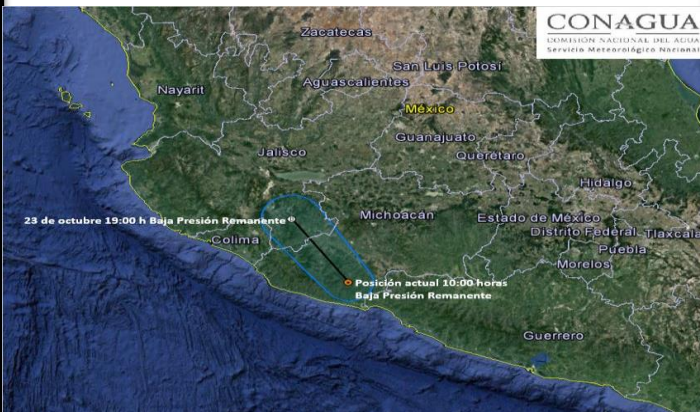 CONAGUA
COMISIÓN NACIONAL DEL AGUA
Servicio Meteorológico Nacional
Zacatecas
San Luis Potosí
Aguascalientes
Nayarit
México
Guanajuato
Jalisco
Querétaro
Hidalgo
Michoacán
Estado de México
23 de octubre 19:00 h Baja Presión Remanente
Distrito Federal
Tlaxcala
Colima
Puebla
Morelos
Posición actual 10:00 horas
Baja Presión Remanente
Guerrero